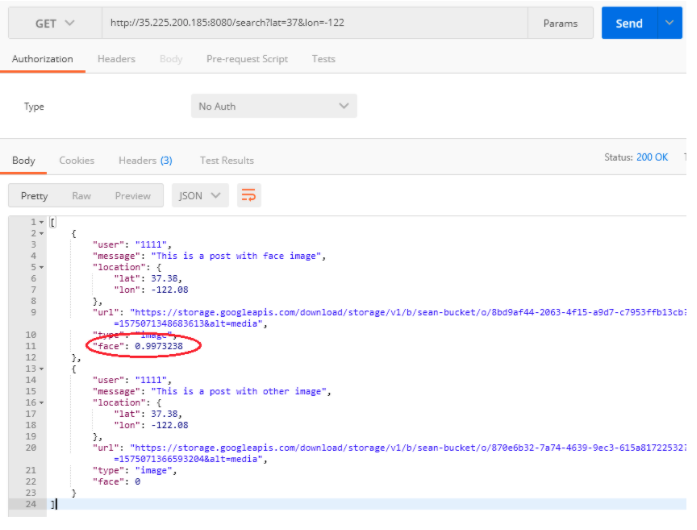 GET http://35.225.200.185:8080/search?lat=37&lon=-122 Params Send
Authorization Headers Body Pre-request Script Tests
Type No Auth
Body Cookies Headers (3) Test Results Status: 200 OK
Pretty Raw Preview JSON
1 [
2 {
3 "user": "1111",
4 "message": "This is a post with face image",
5 "location": {
6 "lat": 37.38,
7 "lon": -122.08
8 },
9 "url": "https://storage.googleapis.com/download/storage/v1/b/sean-bucket/o/8bd9af44-2063-4f15-a9d7-c7953ffb13cb?
=1575071348683613&alt=media",
10 "type": "image",
11 "face": 0.9973238
12 },
13 {
14 "user": "1111",
15 "message": "This is a post with other image",
16 "location": {
17 "lat": 37.38,
18 "lon": -122.08
19 },
20 "url": "https://storage.googleapis.com/download/storage/v1/b/sean-bucket/o/870e6b32-7a74-4639-9ec3-615a81722532?
=1575071366593204&alt=media",
21 "type": "image",
22 "face": 0
23 }
24 ]